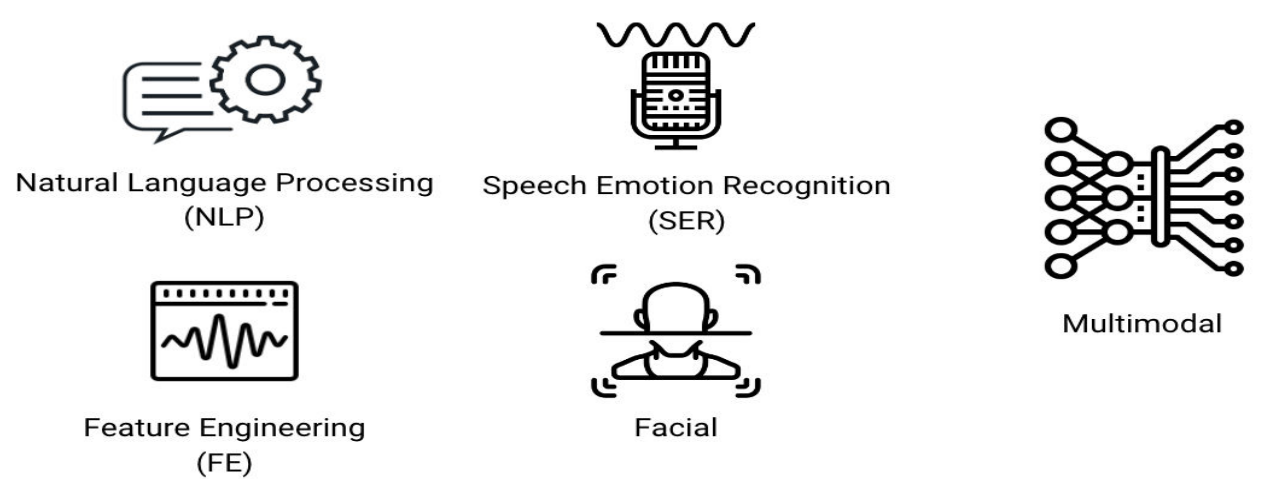 Natural Language Processing
(NLP)
Speech Emotion Recognition
(SER)
Multimodal
Feature Engineering
(FE)
Facial